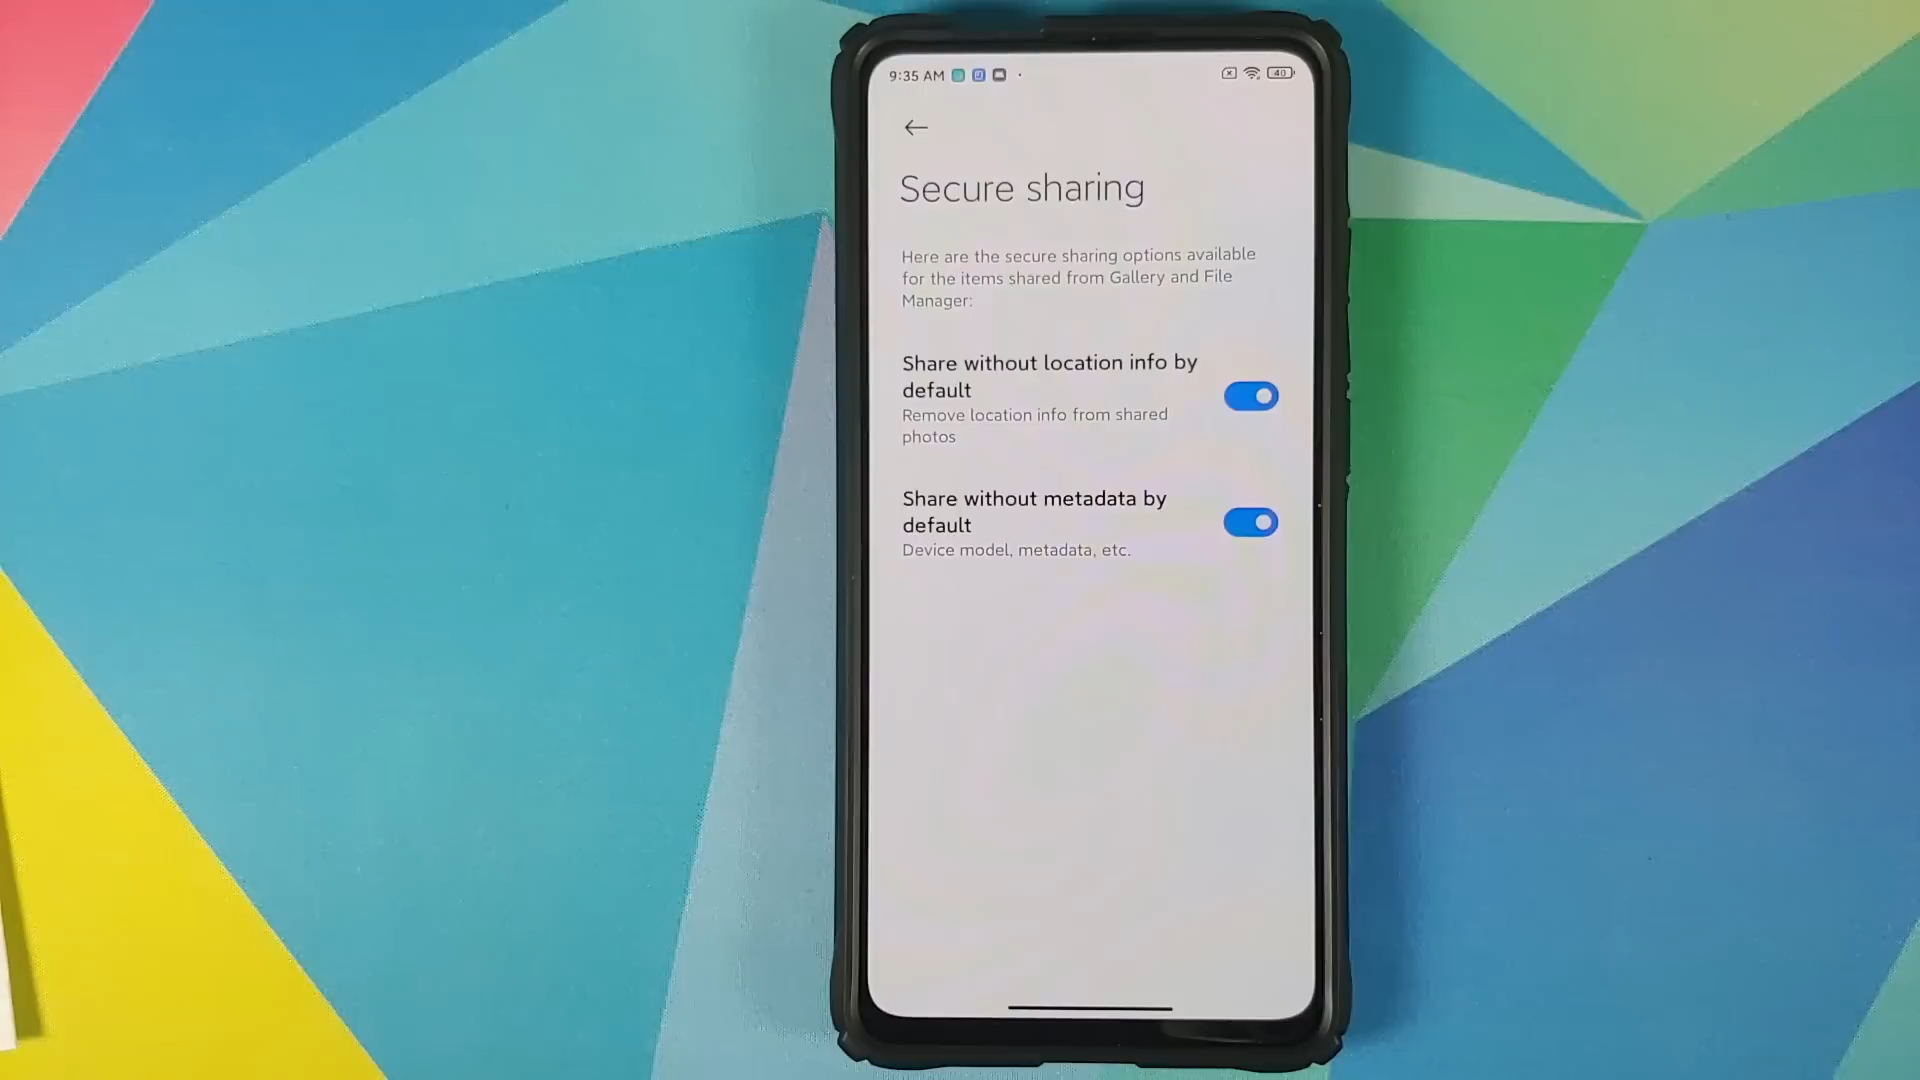 9:35 AM
40
Secure sharing
Here are the secure sharing options available
for the items shared from Gallery and File
Manager:
Share without location info by
default
Remove location info from shared
photos
Share without metadada by
default
Device model, metadada, etc.